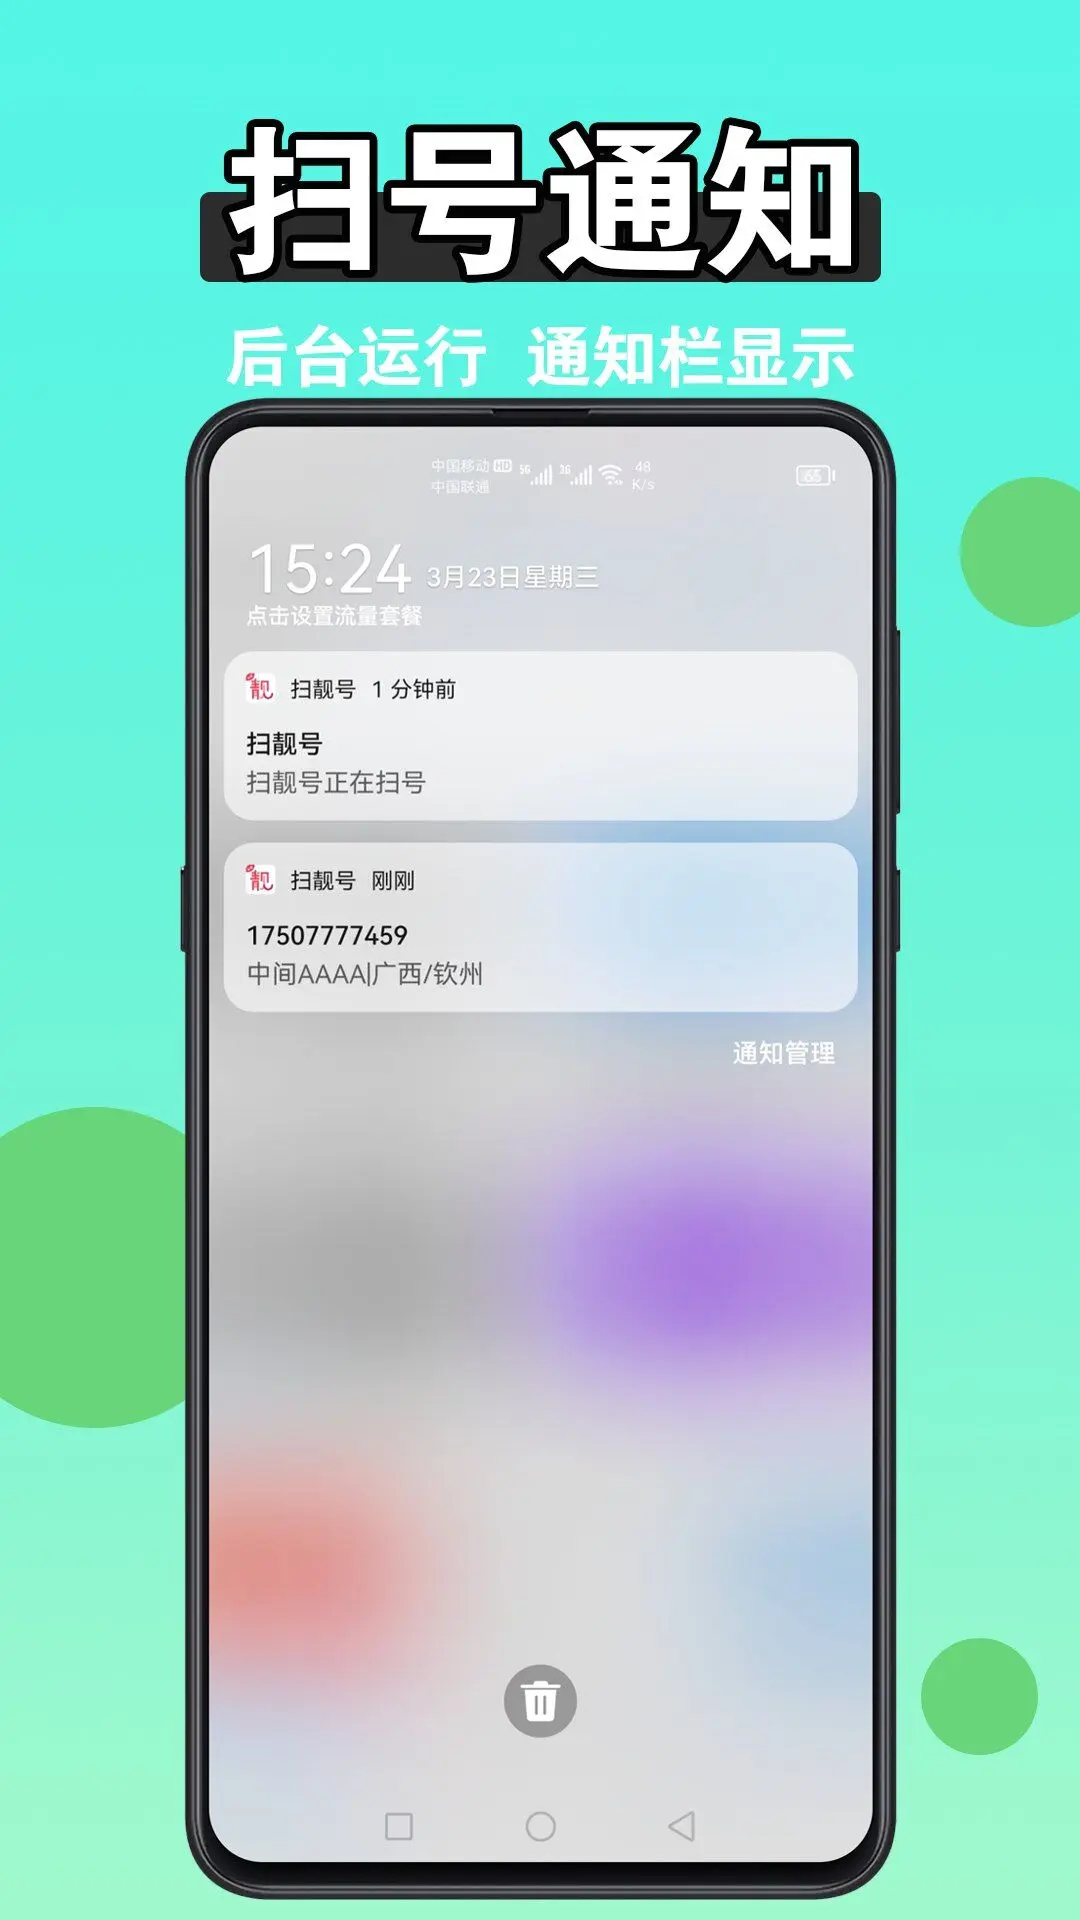 扫号通知
后台运行 通知栏显示
中国移动 HD 5G 3G 48 K/s 65
中国联通
15:24 3月23日星期三
点击设置流量套餐
靓 扫靓号 1 分钟前
扫靓号
扫靓号正在扫号
靓 扫靓号 刚刚
17507777459
中间AAAA|广西/钦州
通知管理